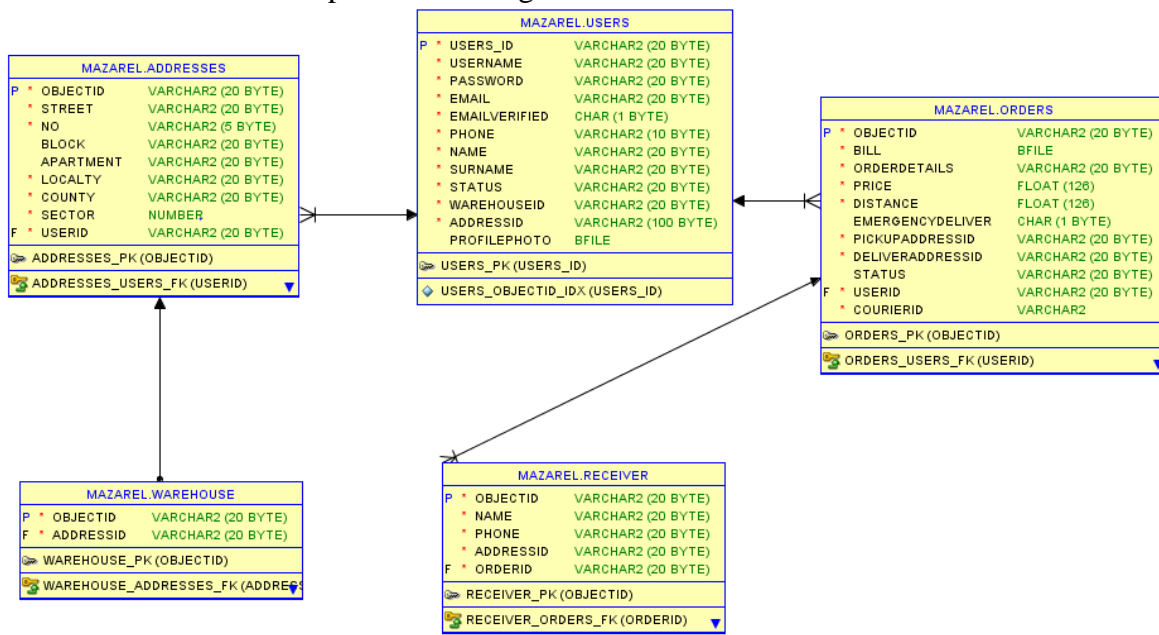 MAZAREL.USERS
P * USERS_ID VARCHAR2 (20 BYTE)
* USERNAME VARCHAR2 (20 BYTE)
* PASSWORD VARCHAR2 (20 BYTE)
* EMAIL VARCHAR2 (20 BYTE)
* EMAILVERIFIED CHAR (1 BYTE)
* PHONE VARCHAR2 (10 BYTE)
* NAME VARCHAR2 (20 BYTE)
* SURNAME VARCHAR2 (20 BYTE)
* STATUS VARCHAR2 (20 BYTE)
* WAREHOUSEID VARCHAR2 (20 BYTE)
* ADDRESSID VARCHAR2 (100 BYTE)
PROFILEPHOTO BFILE
USERS_PK (USERS_ID)
USERS_OBJECTID_IDX (USERS_ID)
MAZAREL.ADDRESSES
P * OBJECTID VARCHAR2 (20 BYTE)
* STREET VARCHAR2 (20 BYTE)
* NO VARCHAR2 (5 BYTE)
BLOCK VARCHAR2 (20 BYTE)
APARTMENT VARCHAR2 (20 BYTE)
* LOCALTY VARCHAR2 (20 BYTE)
* COUNTY VARCHAR2 (20 BYTE)
* SECTOR NUMBER
F * USERID VARCHAR2 (20 BYTE)
ADDRESSES_PK (OBJECTID)
ADDRESSES_USERS_FK (USERID)
MAZAREL.ORDERS
P * OBJECTID VARCHAR2 (20 BYTE)
* BILL BFILE
* ORDERDETAILS VARCHAR2 (20 BYTE)
* PRICE FLOAT (126)
* DISTANCE FLOAT (126)
EMERGENCYDELIVER CHAR (1 BYTE)
* PICKUPADDRESSID VARCHAR2 (20 BYTE)
* DELIVERADDRESSID VARCHAR2 (20 BYTE)
STATUS VARCHAR2 (20 BYTE)
F * USERID VARCHAR2 (20 BYTE)
* COURIERID VARCHAR2
ORDERS_PK (OBJECTID)
ORDERS_USERS_FK (USERID)
MAZAREL.WAREHOUSE
P * OBJECTID VARCHAR2 (20 BYTE)
F * ADDRESSID VARCHAR2 (20 BYTE)
WAREHOUSE_PK (OBJECTID)
WAREHOUSE_ADDRESSES_FK (ADDRESS
MAZAREL.RECEIVER
P * OBJECTID VARCHAR2 (20 BYTE)
* NAME VARCHAR2 (20 BYTE)
* PHONE VARCHAR2 (20 BYTE)
* ADDRESSID VARCHAR2 (20 BYTE)
F * ORDERID VARCHAR2 (20 BYTE)
RECEIVER_PK (OBJECTID)
RECEIVER_ORDERS_FK (ORDERID)